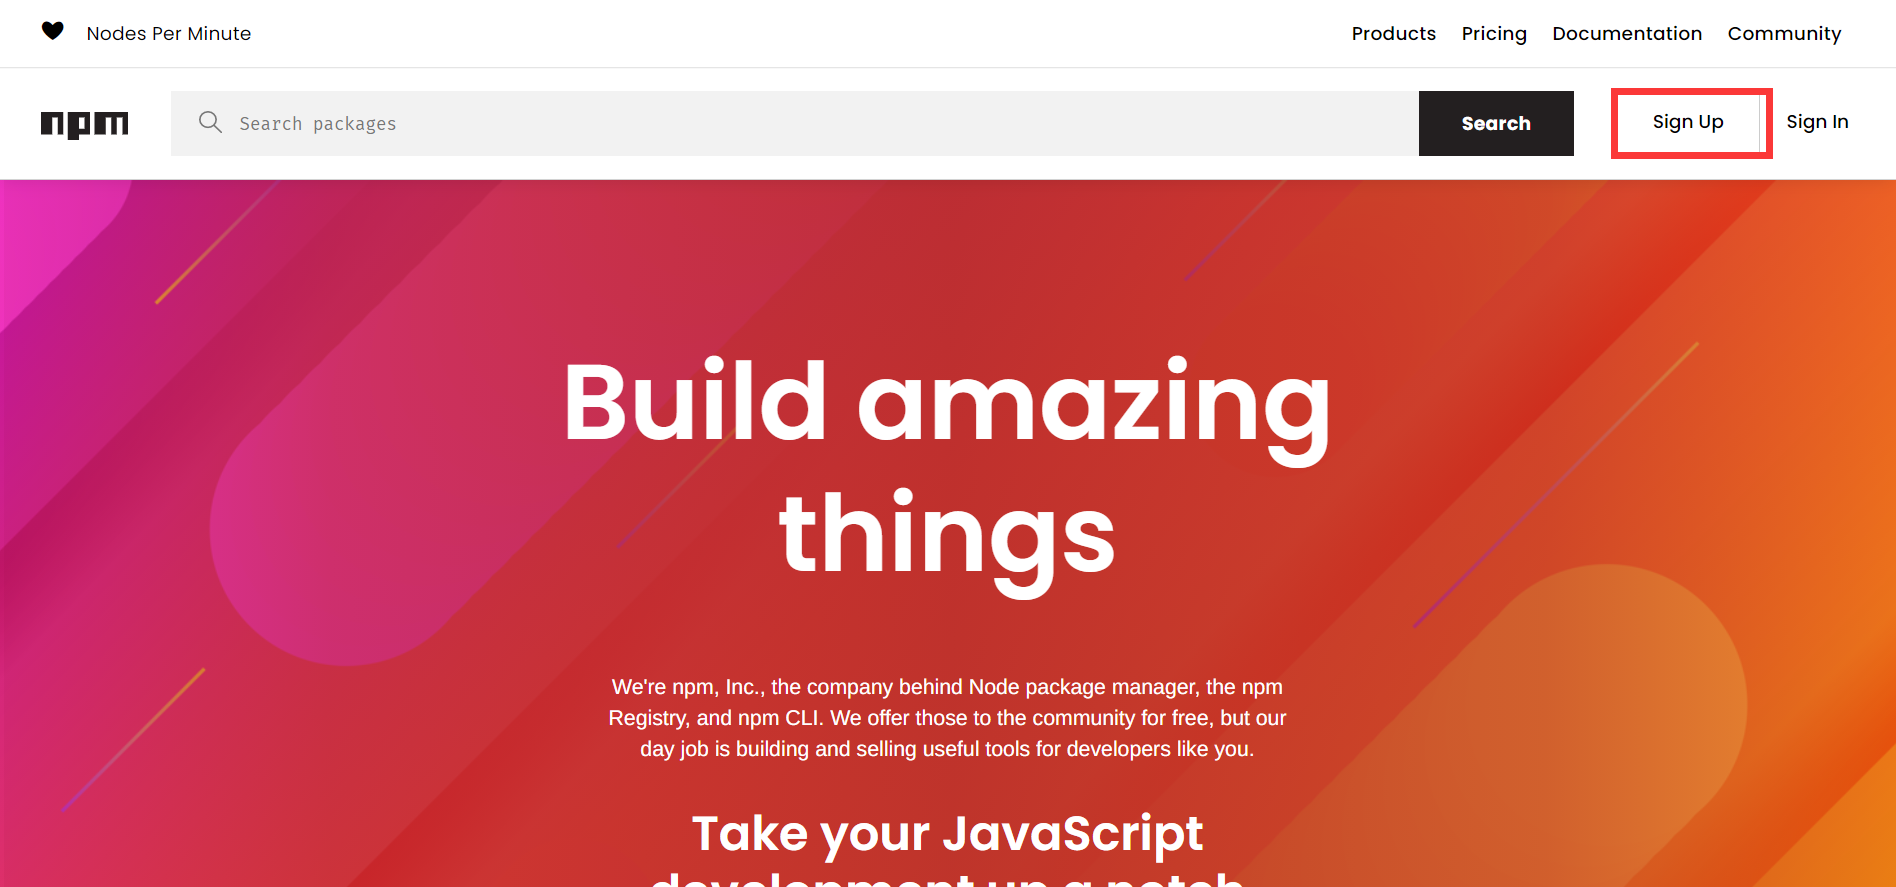 Nodes Per Minute
Products Pricing Documentation Community
npm
Search packages
Search
Sign Up
Sign In
Build amazing
things
We're npm, Inc., the company behind Node package manager, the npm
Registry, and npm CLI. We offer those to the community for free, but our
day job is building and selling useful tools for developers like you.
Take your JavaScript
development up a notch